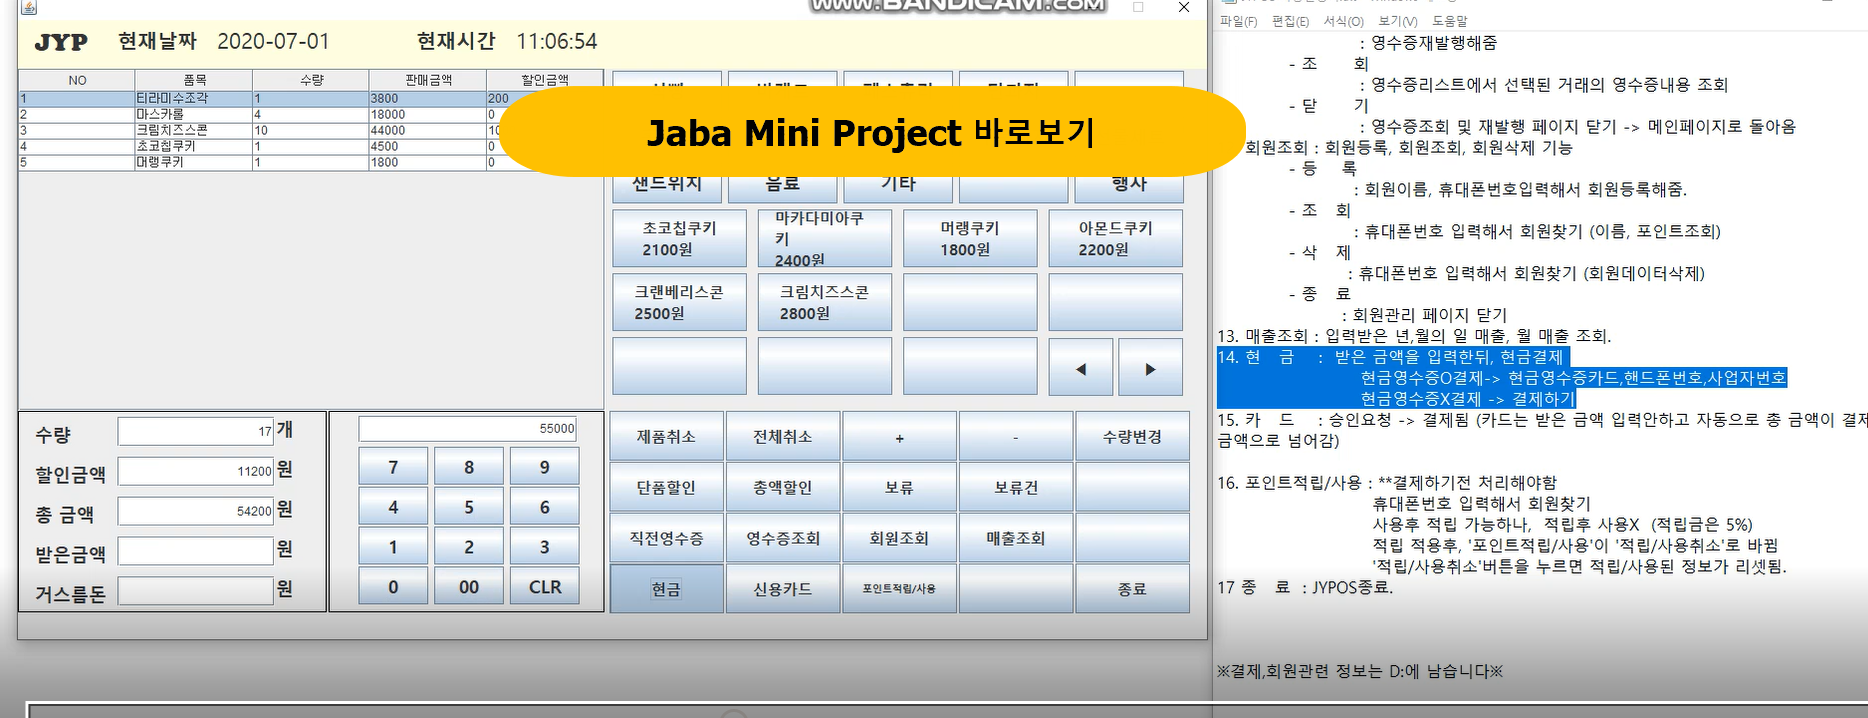 WWW.BANDICAM.COM
JYP 현재날짜 2020-07-01 현재시간 11:06:54
NO 품목 수량 판매금액 할인금액
1 티라미수조각 1 3800 200
2 마스카롤 4 18000 0
3 크림치즈스콘 10 44000
4 초코칩쿠키 1 4500 0
5 머랭쿠키 1 1800 0
Jaba Mini Project 바로보기
샌드위치 음료 기타 행사
초코칩쿠키 마카다미아쿠키 머랭쿠키 아몬드쿠키
2100원 2400원 1800원 2200원
크랜베리스콘 크림치즈스콘
2500원 2800원
◀ ▶
수량 17 개
할인금액 11200 원
총 금액 54200 원
받은금액 원
거스름돈 원
55000
7 8 9
4 5 6
1 2 3
0 00 CLR
제품취소 전체취소 + - 수량변경
단품할인 총액할인 보류 보류건
직전영수증 영수증조회 회원조회 매출조회
현금 신용카드 포인트적립/사용 종료
파일(F) 편집(E) 서식(O) 보기(V) 도움말
: 영수증재발행해줌
- 조 회
: 영수증리스트에서 선택된 거래의 영수증내용 조회
- 닫 기
: 영수증조회 및 재발행 페이지 닫기 -> 메인페이지로 돌아옴
회원조회 : 회원등록, 회원조회, 회원삭제 기능
- 등 록
: 회원이름, 휴대폰번호입력해서 회원등록해줌.
- 조 회
: 휴대폰번호 입력해서 회원찾기 (이름, 포인트조회)
- 삭 제
: 휴대폰번호 입력해서 회원찾기 (회원데이터삭제)
- 종 료
: 회원관리 페이지 닫기
13. 매출조회 : 입력받은 년,월의 일 매출, 월 매출 조회.
14. 현 금 : 받은 금액을 입력한뒤, 현금결제
현금영수증O결제-> 현금영수증카드,핸드폰번호,사업자번호
현금영수증X결제 -> 결제하기
15. 카 드 : 승인요청 -> 결제됨 (카드는 받은 금액 입력안하고 자동으로 총 금액이 결제
금액으로 넘어감)
16. 포인트적립/사용 : **결제하기전 처리해야함
휴대폰번호 입력해서 회원찾기
사용후 적립 가능하나, 적립후 사용X (적립금은 5%)
적립 적용후, '포인트적립/사용'이 '적립/사용취소'로 바뀜
'적립/사용취소'버튼을 누르면 적립/사용된 정보가 리셋됨.
17 종 료 : JYPOS종료.
※결제,회원관련 정보는 D:에 남습니다※